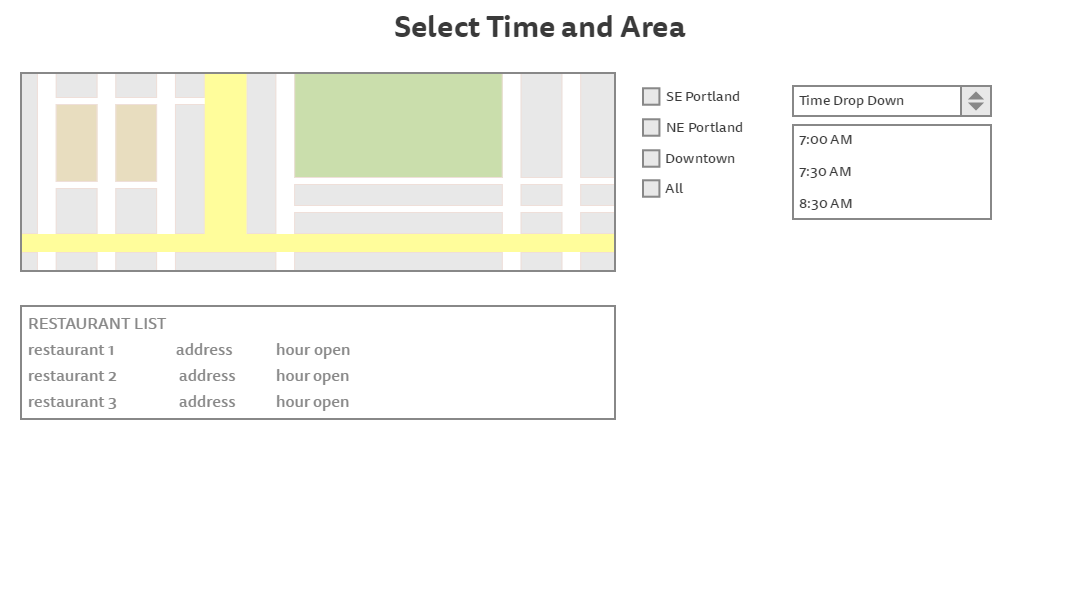 Select Time and Area
SE Portland
NE Portland
Downtown
All
Time Drop Down
7:00 AM
7:30 AM
8:30 AM
RESTAURANT LIST
restaurant 1 address hour open
restaurant 2 address hour open
restaurant 3 address hour open